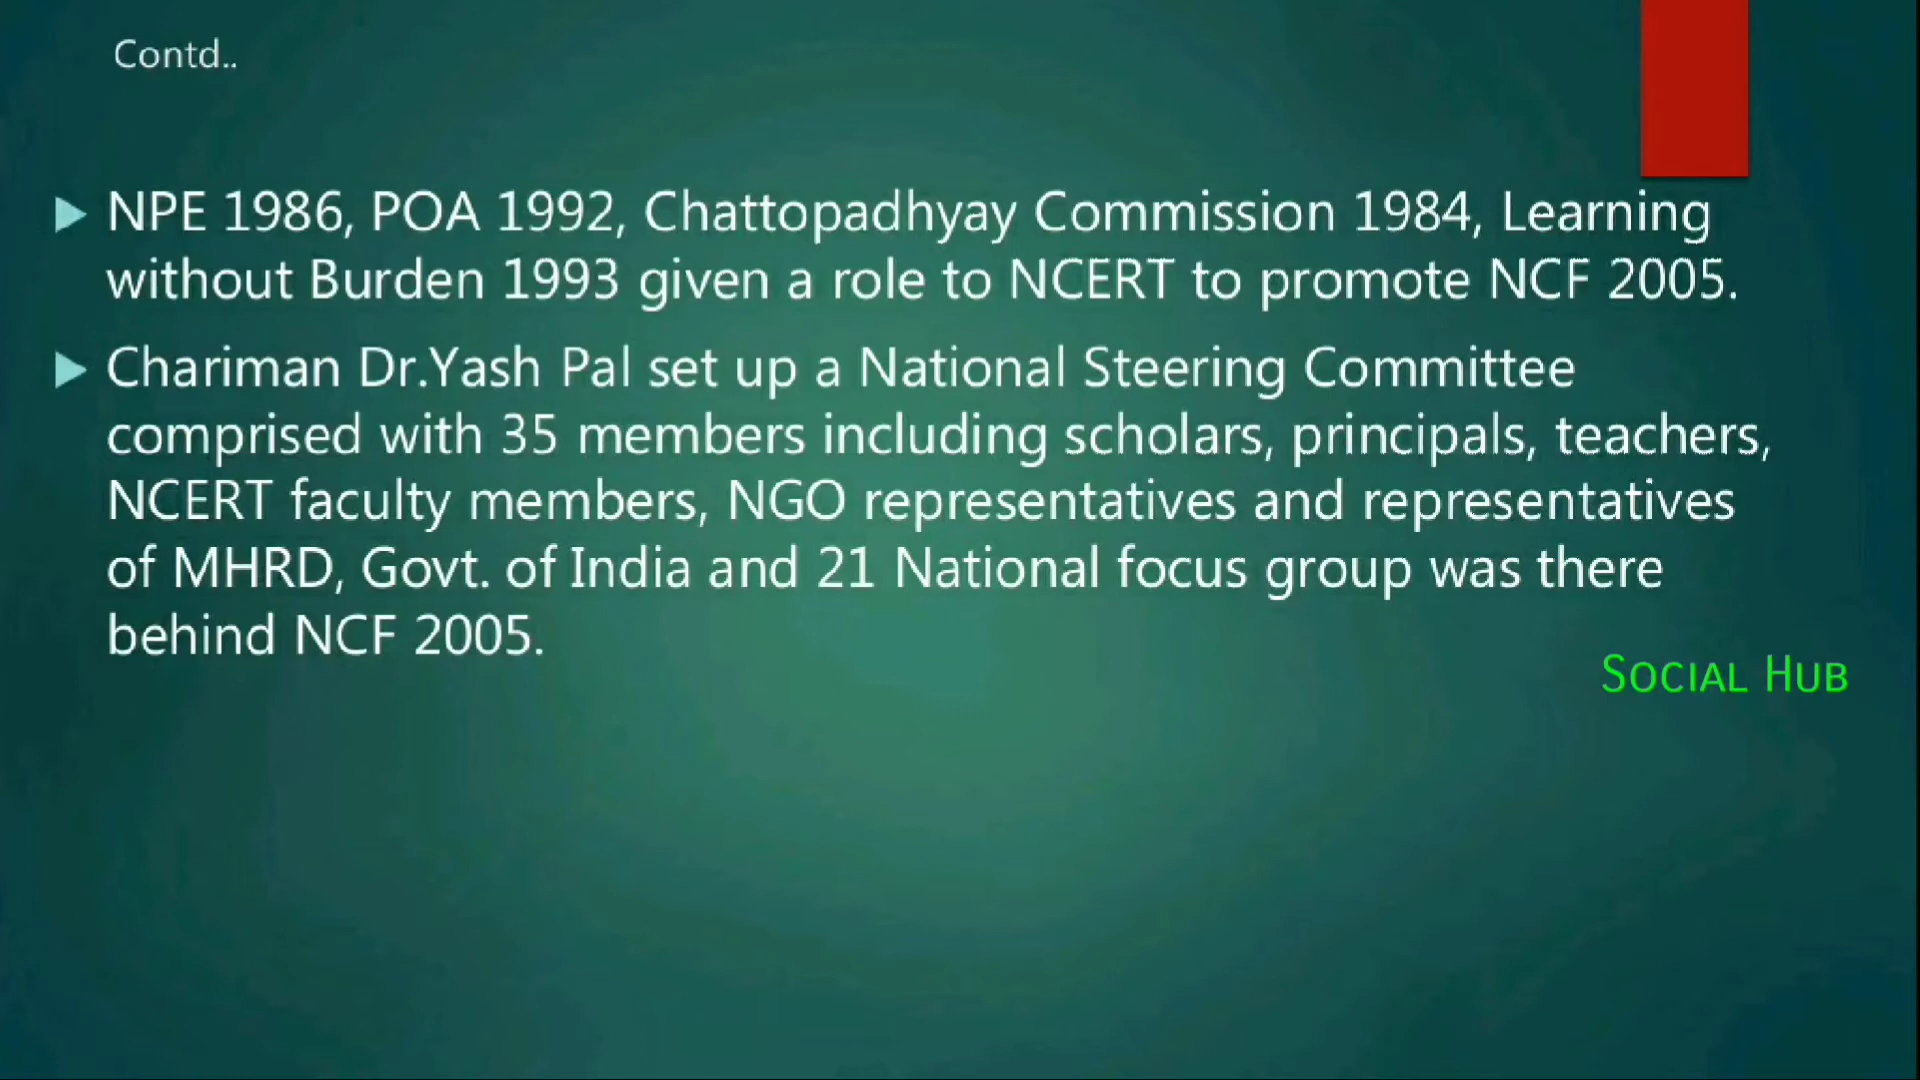 Contd..
NPE 1986, POA 1992, Chattopadhyay Commission 1984, Learning
without Burden 1993 given a role to NCERT to promote NCF 2005.
Chariman Dr.Yash Pal set up a National Steering Committee
comprised with 35 members including scholars, principals, teachers,
NCERT faculty members, NGO representatives and representatives
of MHRD, Govt. of India and 21 National focus group was there
behind NCF 2005.
Social Hub